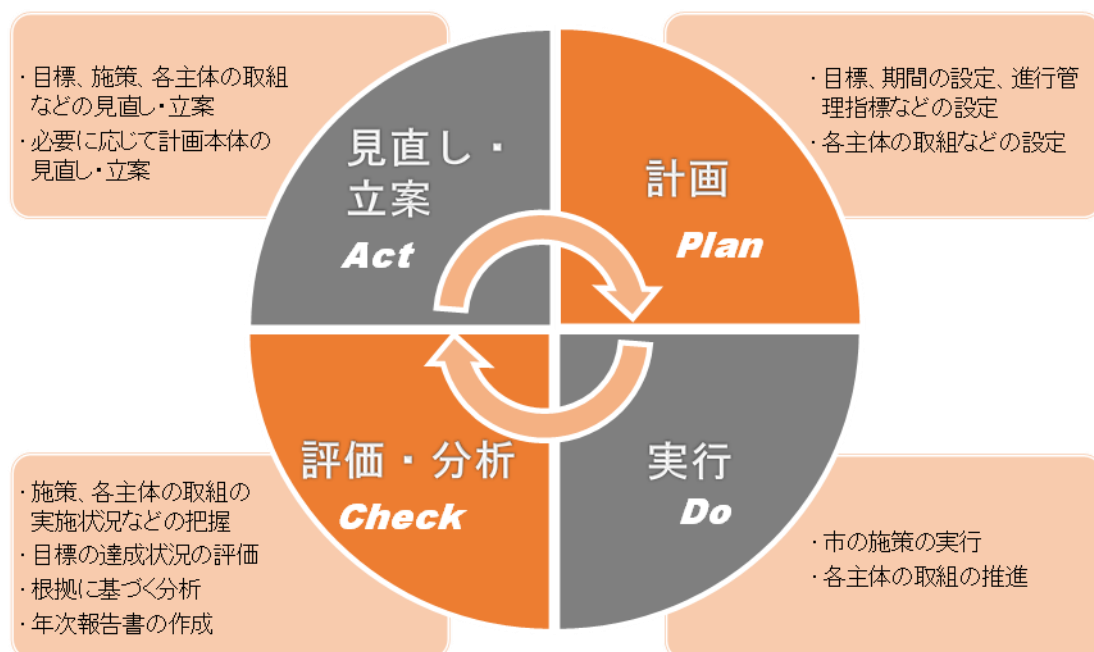 ・目標、施策、各主体の取組
などの見直し・立案
・必要に応じて計画本体の
見直し・立案
見直し・
立案
Act
計画
Plan
・目標、期間の設定、進行管
理指標などの設定
・各主体の取組などの設定
・施策、各主体の取組の
実施状況などの把握
・目標の達成状況の評価
・根拠に基づく分析
・年次報告書の作成
評価・分析
Check
実行
Do
・市の施策の実行
・各主体の取組の推進